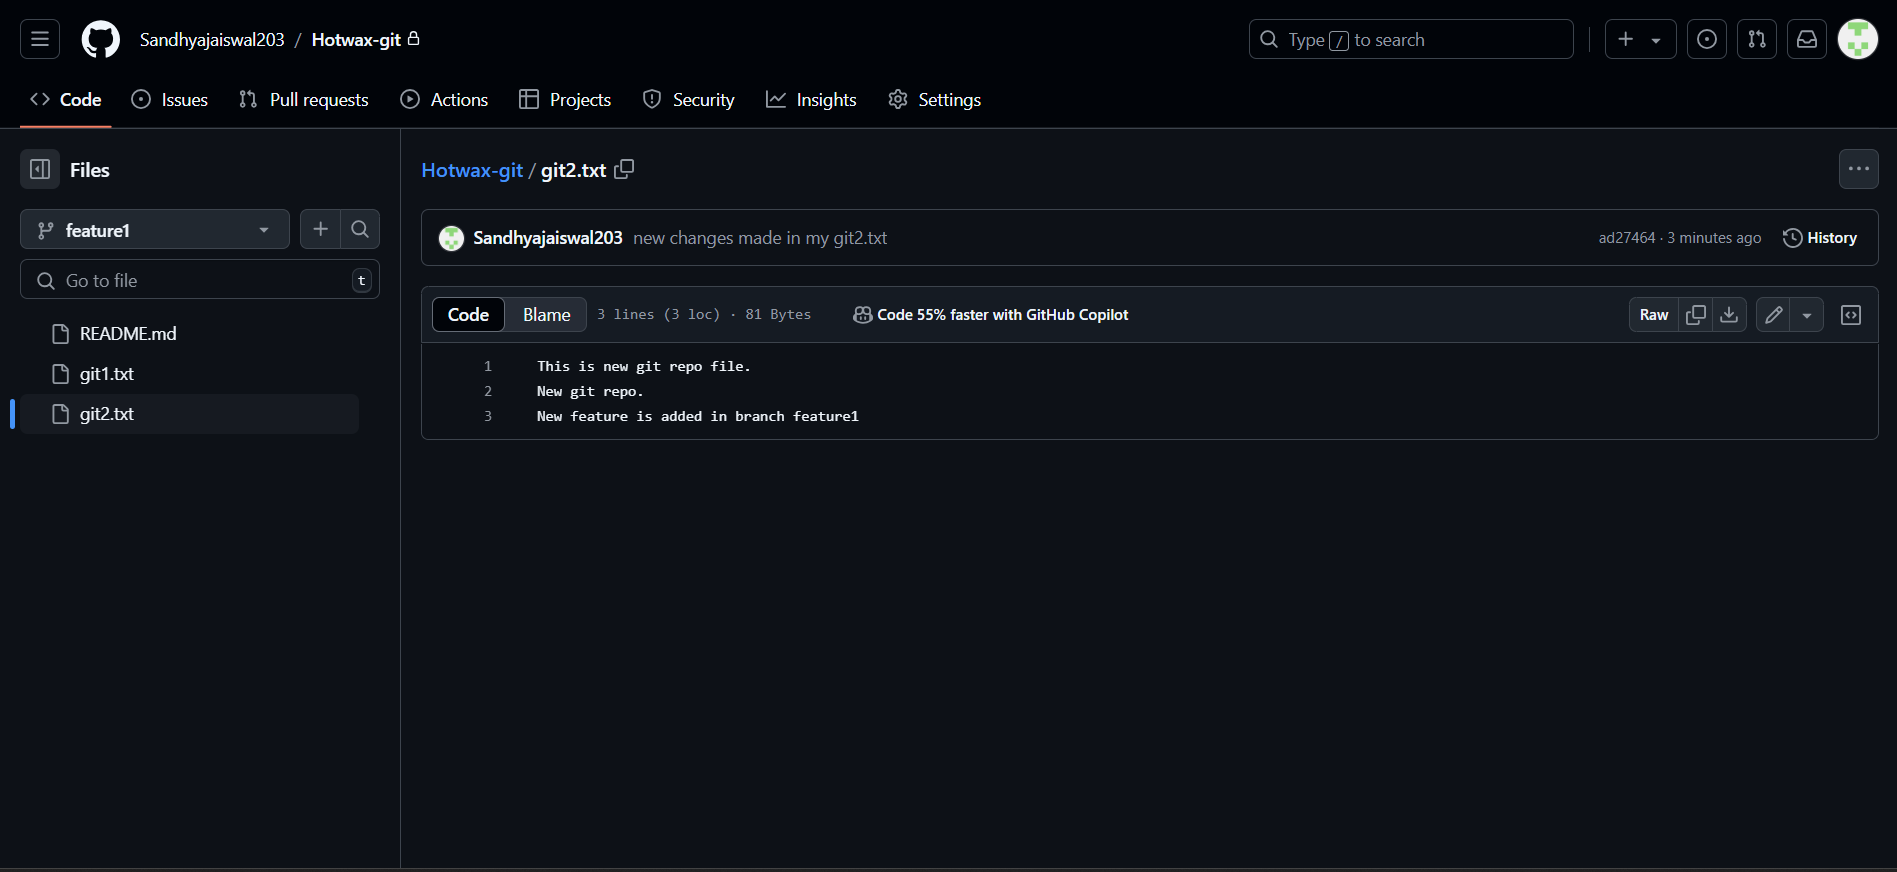 Sandhyajaiswal203 / Hotwax-git
Type / to search
Code Issues Pull requests Actions Projects Security Insights Settings
Files
feature1
Go to file t
README.md
git1.txt
git2.txt
Hotwax-git / git2.txt
Sandhyajaiswal203 new changes made in my git2.txt ad27464 · 3 minutes ago History
Code Blame 3 lines (3 loc) · 81 Bytes Code 55% faster with GitHub Copilot Raw
1 This is new git repo file.
2 New git repo.
3 New feature is added in branch feature1